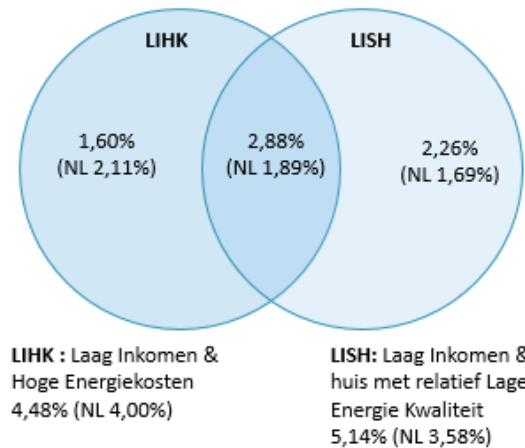 LIHK
LISH
1,60%
(NL 2,11%)
2,88%
(NL 1,89%)
2,26%
(NL 1,69%)
LIHK : Laag Inkomen &
Hoge Energiekosten
4,48% (NL 4,00%)
LISH: Laag Inkomen &
huis met relatief Lage
Energie Kwaliteit
5,14% (NL 3,58%)